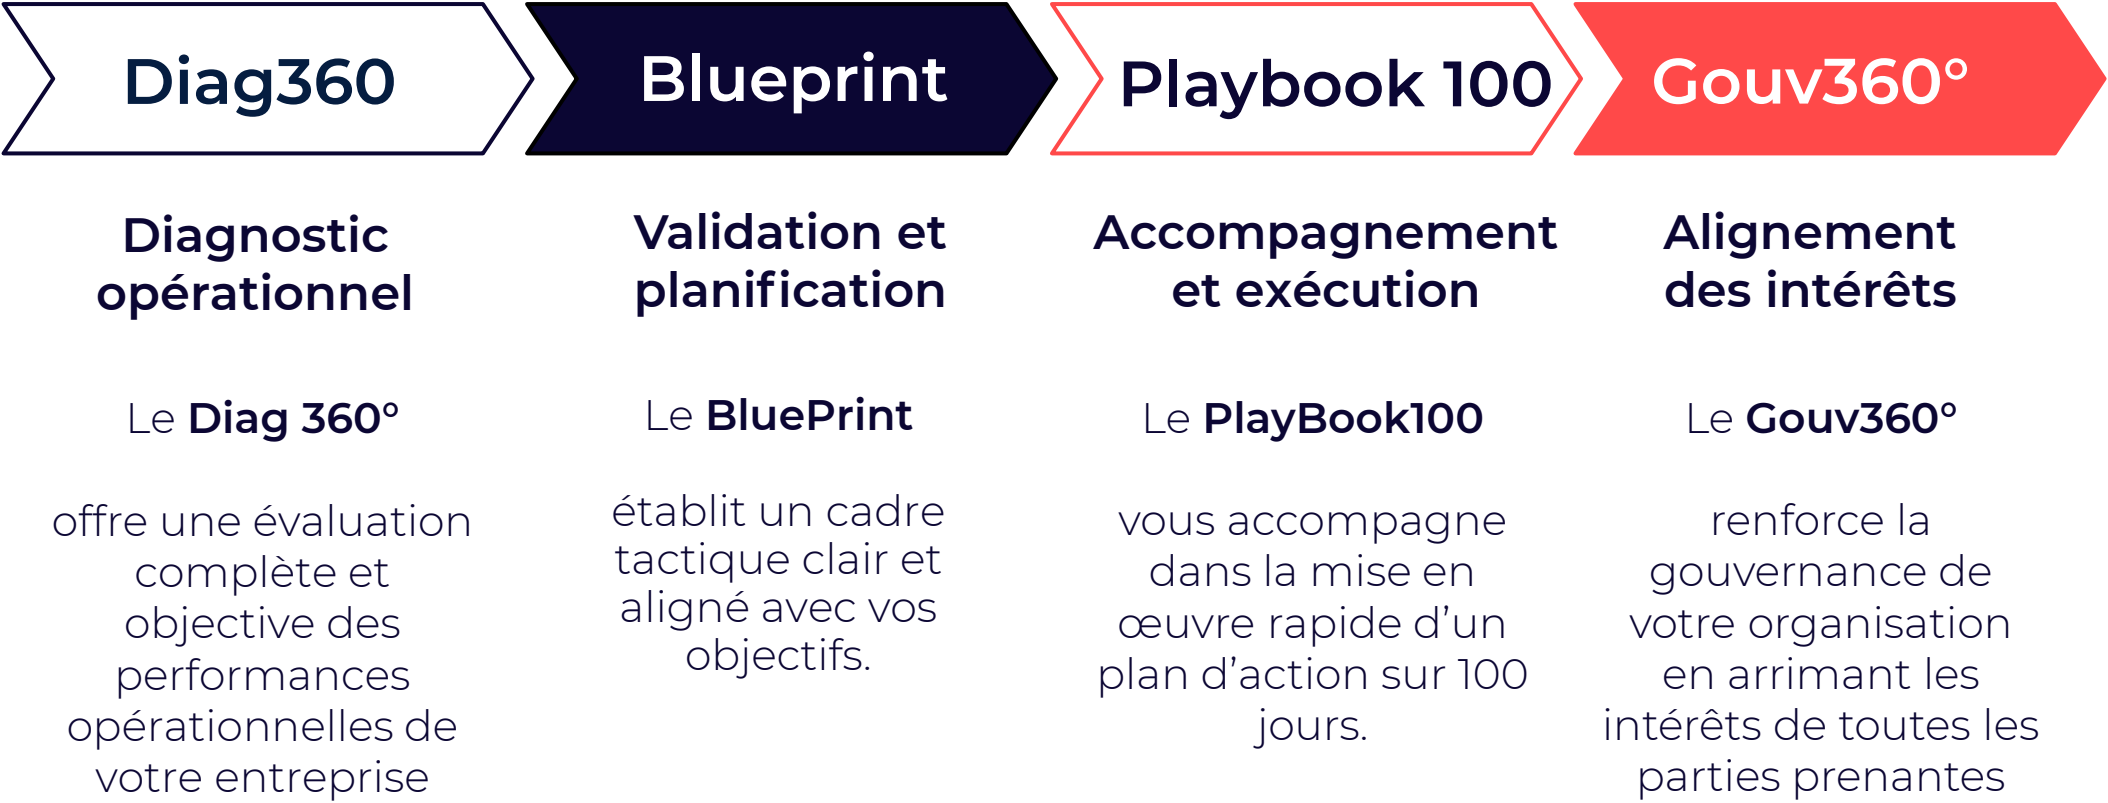 Diag360
Blueprint
Playbook 100
Gouv360°
Diagnostic
opérationnel
Le Diag 360°
offre une évaluation
complète et
objective des
performances
opérationnelles de
votre entreprise
Validation et
planification
Le BluePrint
établit un cadre
tactique clair et
aligné avec vos
objectifs.
Accompagnement
et exécution
Le PlayBook100
vous accompagne
dans la mise en
œuvre rapide d’un
plan d’action sur 100
jours.
Alignement
des intérêts
Le Gouv360°
renforce la
gouvernance de
votre organisation
en arrimant les
intérêts de toutes les
parties prenantes